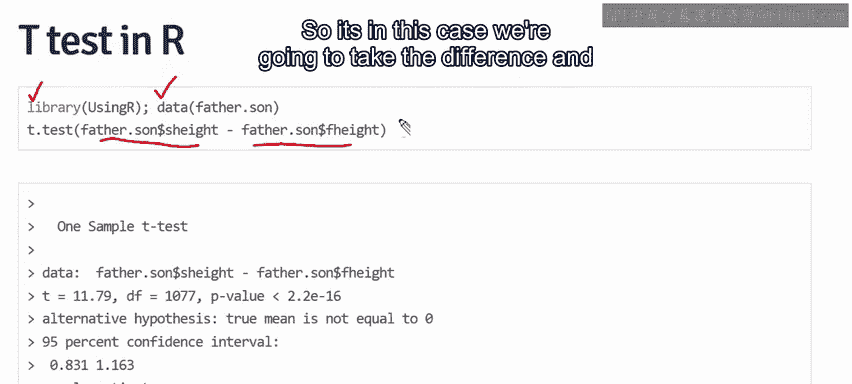 T test in R
So its in this case we're
going to take the difference and
library(UsingR); data(father.son)
t.test(father.son$sheight - father.son$fheight)
>
> One Sample t-test
>
> data: father.son$sheight - father.son$fheight
> t = 11.79, df = 1077, p-value < 2.2e-16
> alternative hypothesis: true mean is not equal to 0
> 95 percent confidence interval:
> 0.831 1.163